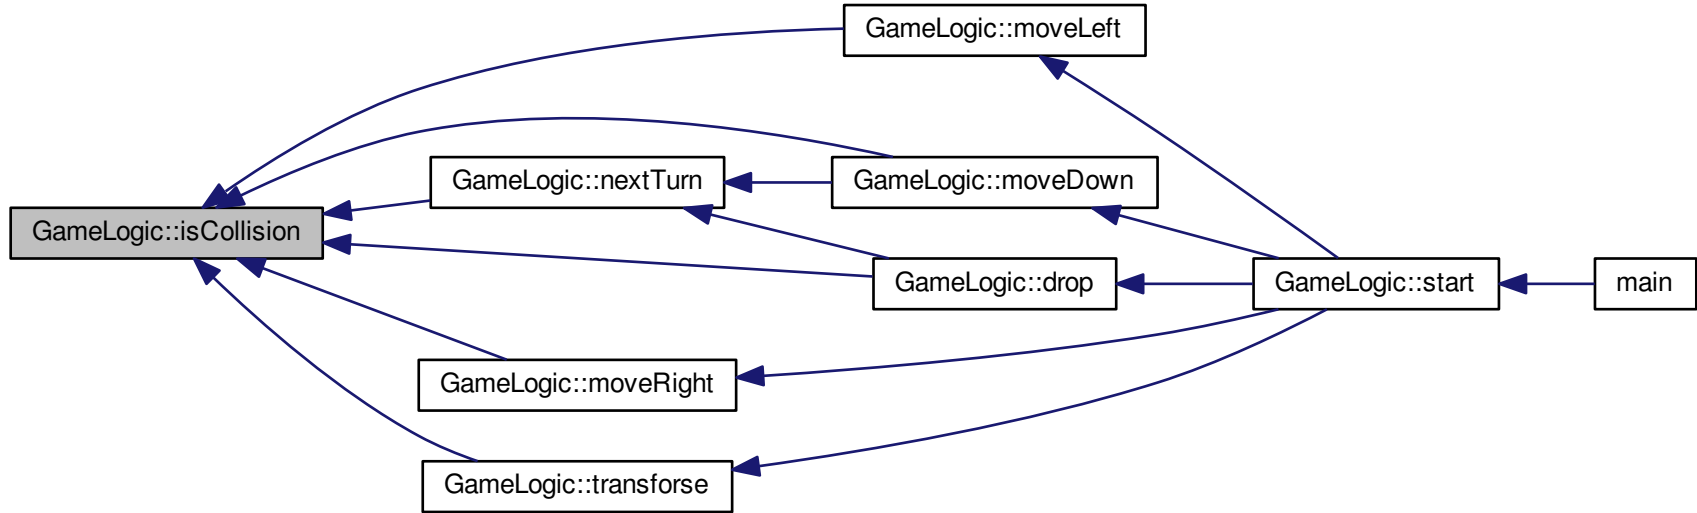 GameLogic::moveLeft
GameLogic::nextTurn
GameLogic::moveDown
GameLogic::isCollision
GameLogic::drop
GameLogic::start
main
GameLogic::moveRight
GameLogic::transforse